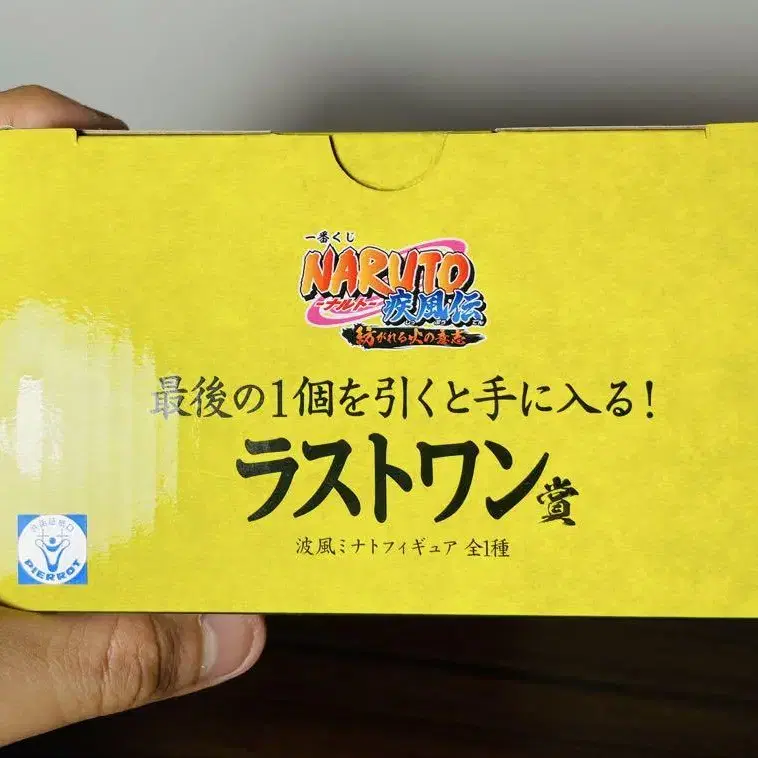 一番くじ
NARUTO
-ナルト-
疾風伝
紡がれる火の意志
最後の1個を引くと手に入る!
ラストワン賞
波風ミナトフィギュア 全1種
PIERROT